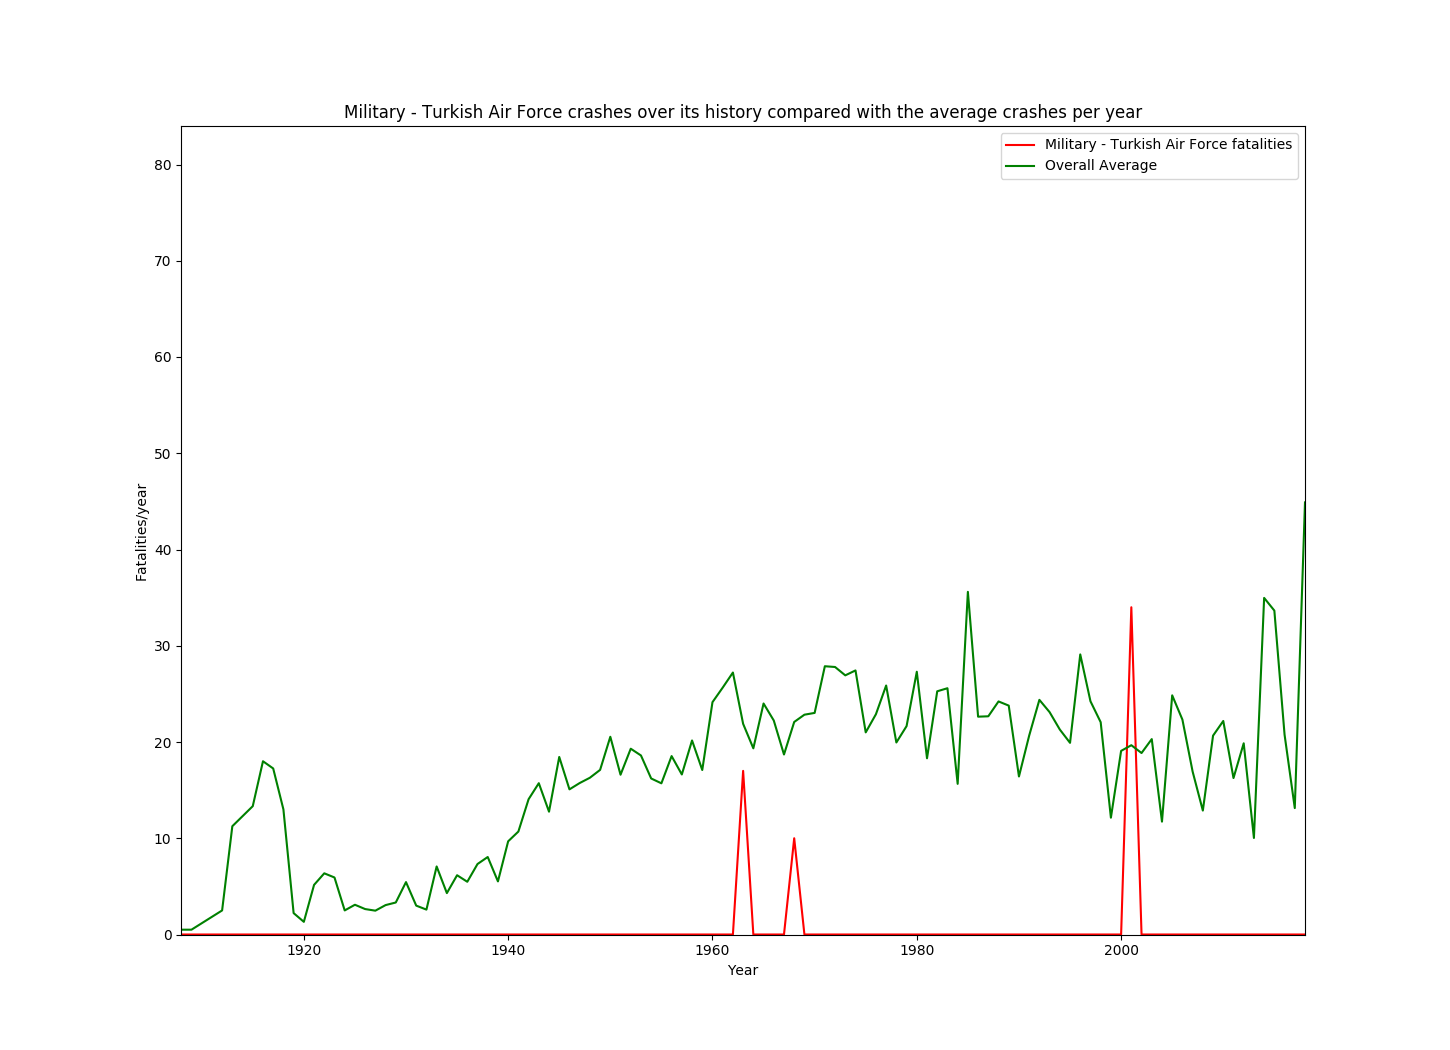 Military - Turkish Air Force crashes over its history compared with the average crashes per year
Military - Turkish Air Force fatalities
Overall Average
80
70
60
50
40
30
20
10
0
Fatalities/year
1920 1940 1960 1980 2000
Year